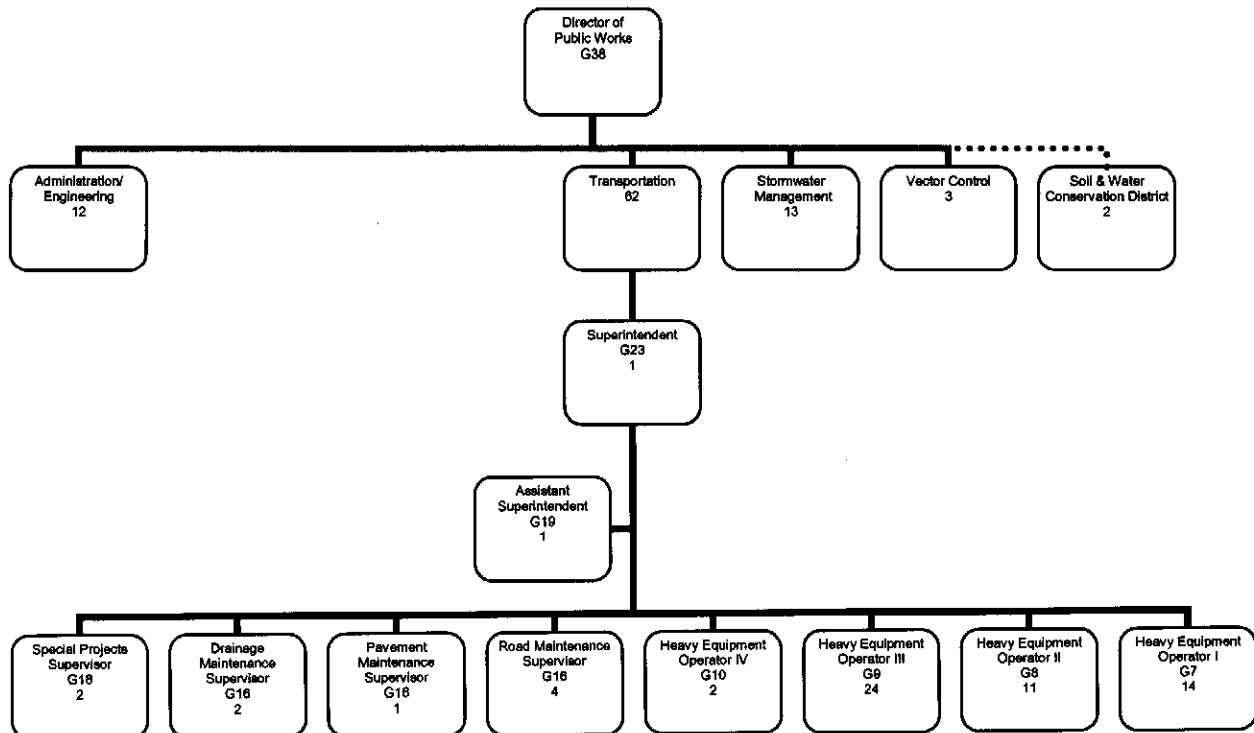 Director of
Public Works
G38
Administration/
Engineering
12
Transportation
62
Stormwater
Management
13
Vector Control
3
Soil & Water
Conservation District
2
Superintendent
G23
1
Assistant
Superintendent
G19
1
Special Projects
Supervisor
G18
2
Drainage
Maintenance
Supervisor
G16
2
Pavement
Maintenance
Supervisor
G16
1
Road Maintenance
Supervisor
G16
4
Heavy Equipment
Operator IV
G10
2
Heavy Equipment
Operator III
G9
24
Heavy Equipment
Operator II
G8
11
Heavy Equipment
Operator I
G7
14